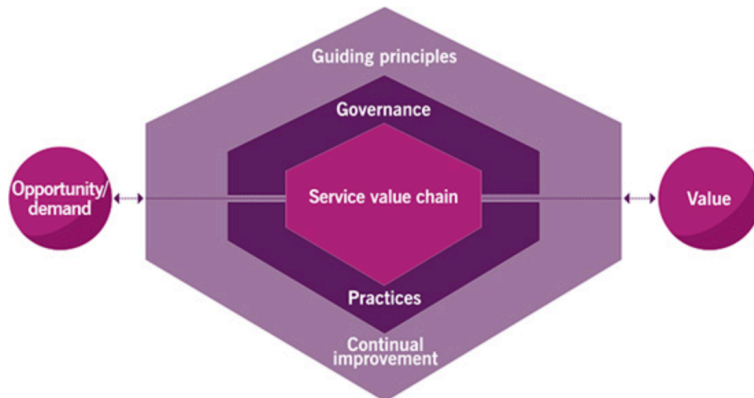 Guiding principles
Governance
Opportunity/
demand
Service value chain
Value
Practices
Continual
improvement